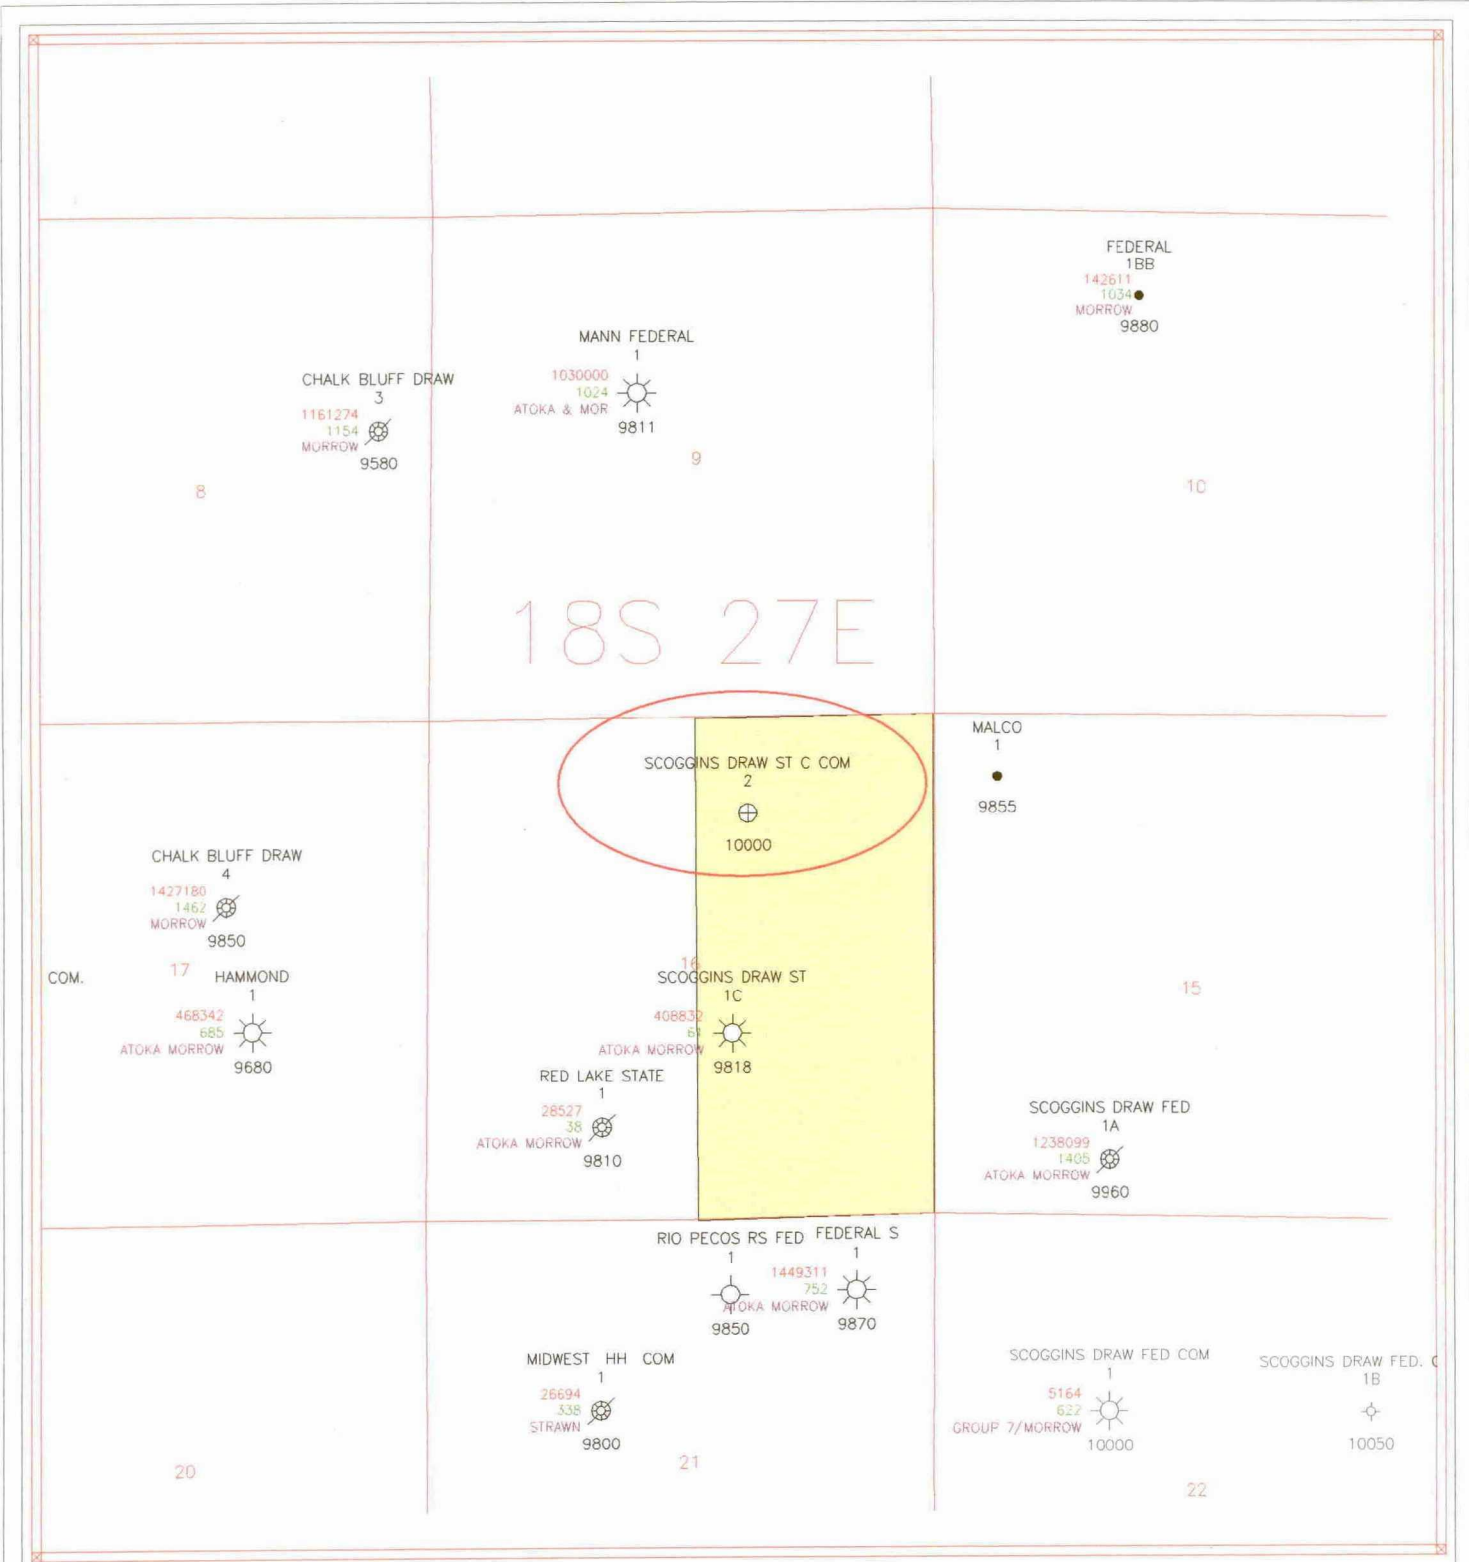 FEDERAL
1BB
142611
1034
MORROW
9880
MANN FEDERAL
1
1030000
1024
ATOKA & MOR
9811
CHALK BLUFF DRAW
3
1161274
1154
MORROW
9580
8
9
10
18S 27E
SCOGGINS DRAW ST C COM
2
10000
MALCO
1
9855
CHALK BLUFF DRAW
4
1427180
1462
MORROW
9850
COM.
17
HAMMOND
1
468342
685
ATOKA MORROW
9680
16
SCOGGINS DRAW ST
1C
408832
61
ATOKA MORROW
9818
15
RED LAKE STATE
1
28527
38
ATOKA MORROW
9810
SCOGGINS DRAW FED
1A
1238099
1405
ATOKA MORROW
9960
RIO PECOS RS FED
1
9850
FEDERAL S
1
1449311
752
ATOKA MORROW
9870
MIDWEST HH COM
1
26694
338
STRAWN
9800
SCOGGINS DRAW FED COM
1
5164
622
GROUP 7/MORROW
10000
SCOGGINS DRAW FED.
1B
10050
20
21
22